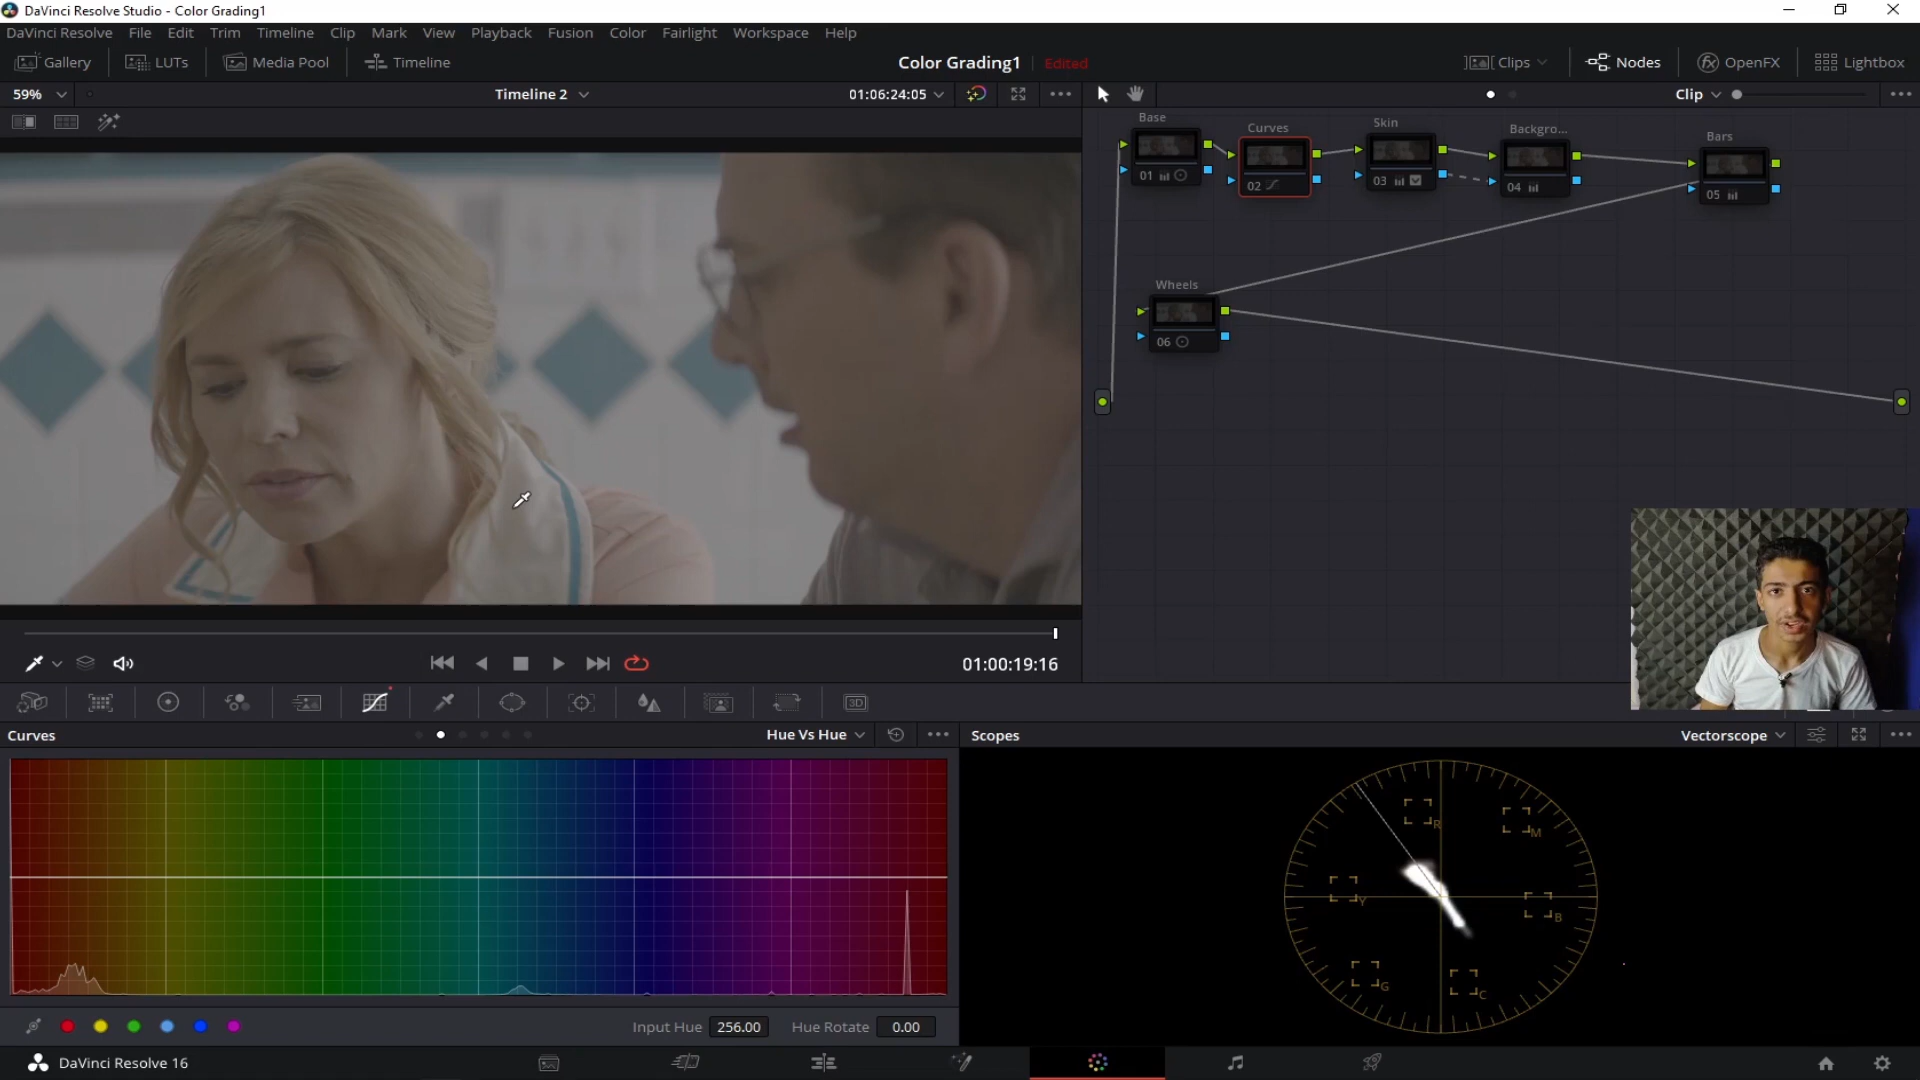 DaVinci Resolve Studio - Color Grading1
DaVinci Resolve File Edit Trim Timeline Clip Mark View Playback Fusion Color Fairlight Workspace Help
Gallery LUTs Media Pool Timeline Color Grading1 Edited Clips Nodes OpenFX Lightbox
59% Timeline 2 01:06:24:05 Clip
Base
Curves
Skin
Backgro...
Bars
01
02
03
04
05
Wheels
06
01:00:19:16
3D
Curves Hue Vs Hue Scopes Vectorscope
R
M
Y
B
G
C
Input Hue 256.00 Hue Rotate 0.00
DaVinci Resolve 16